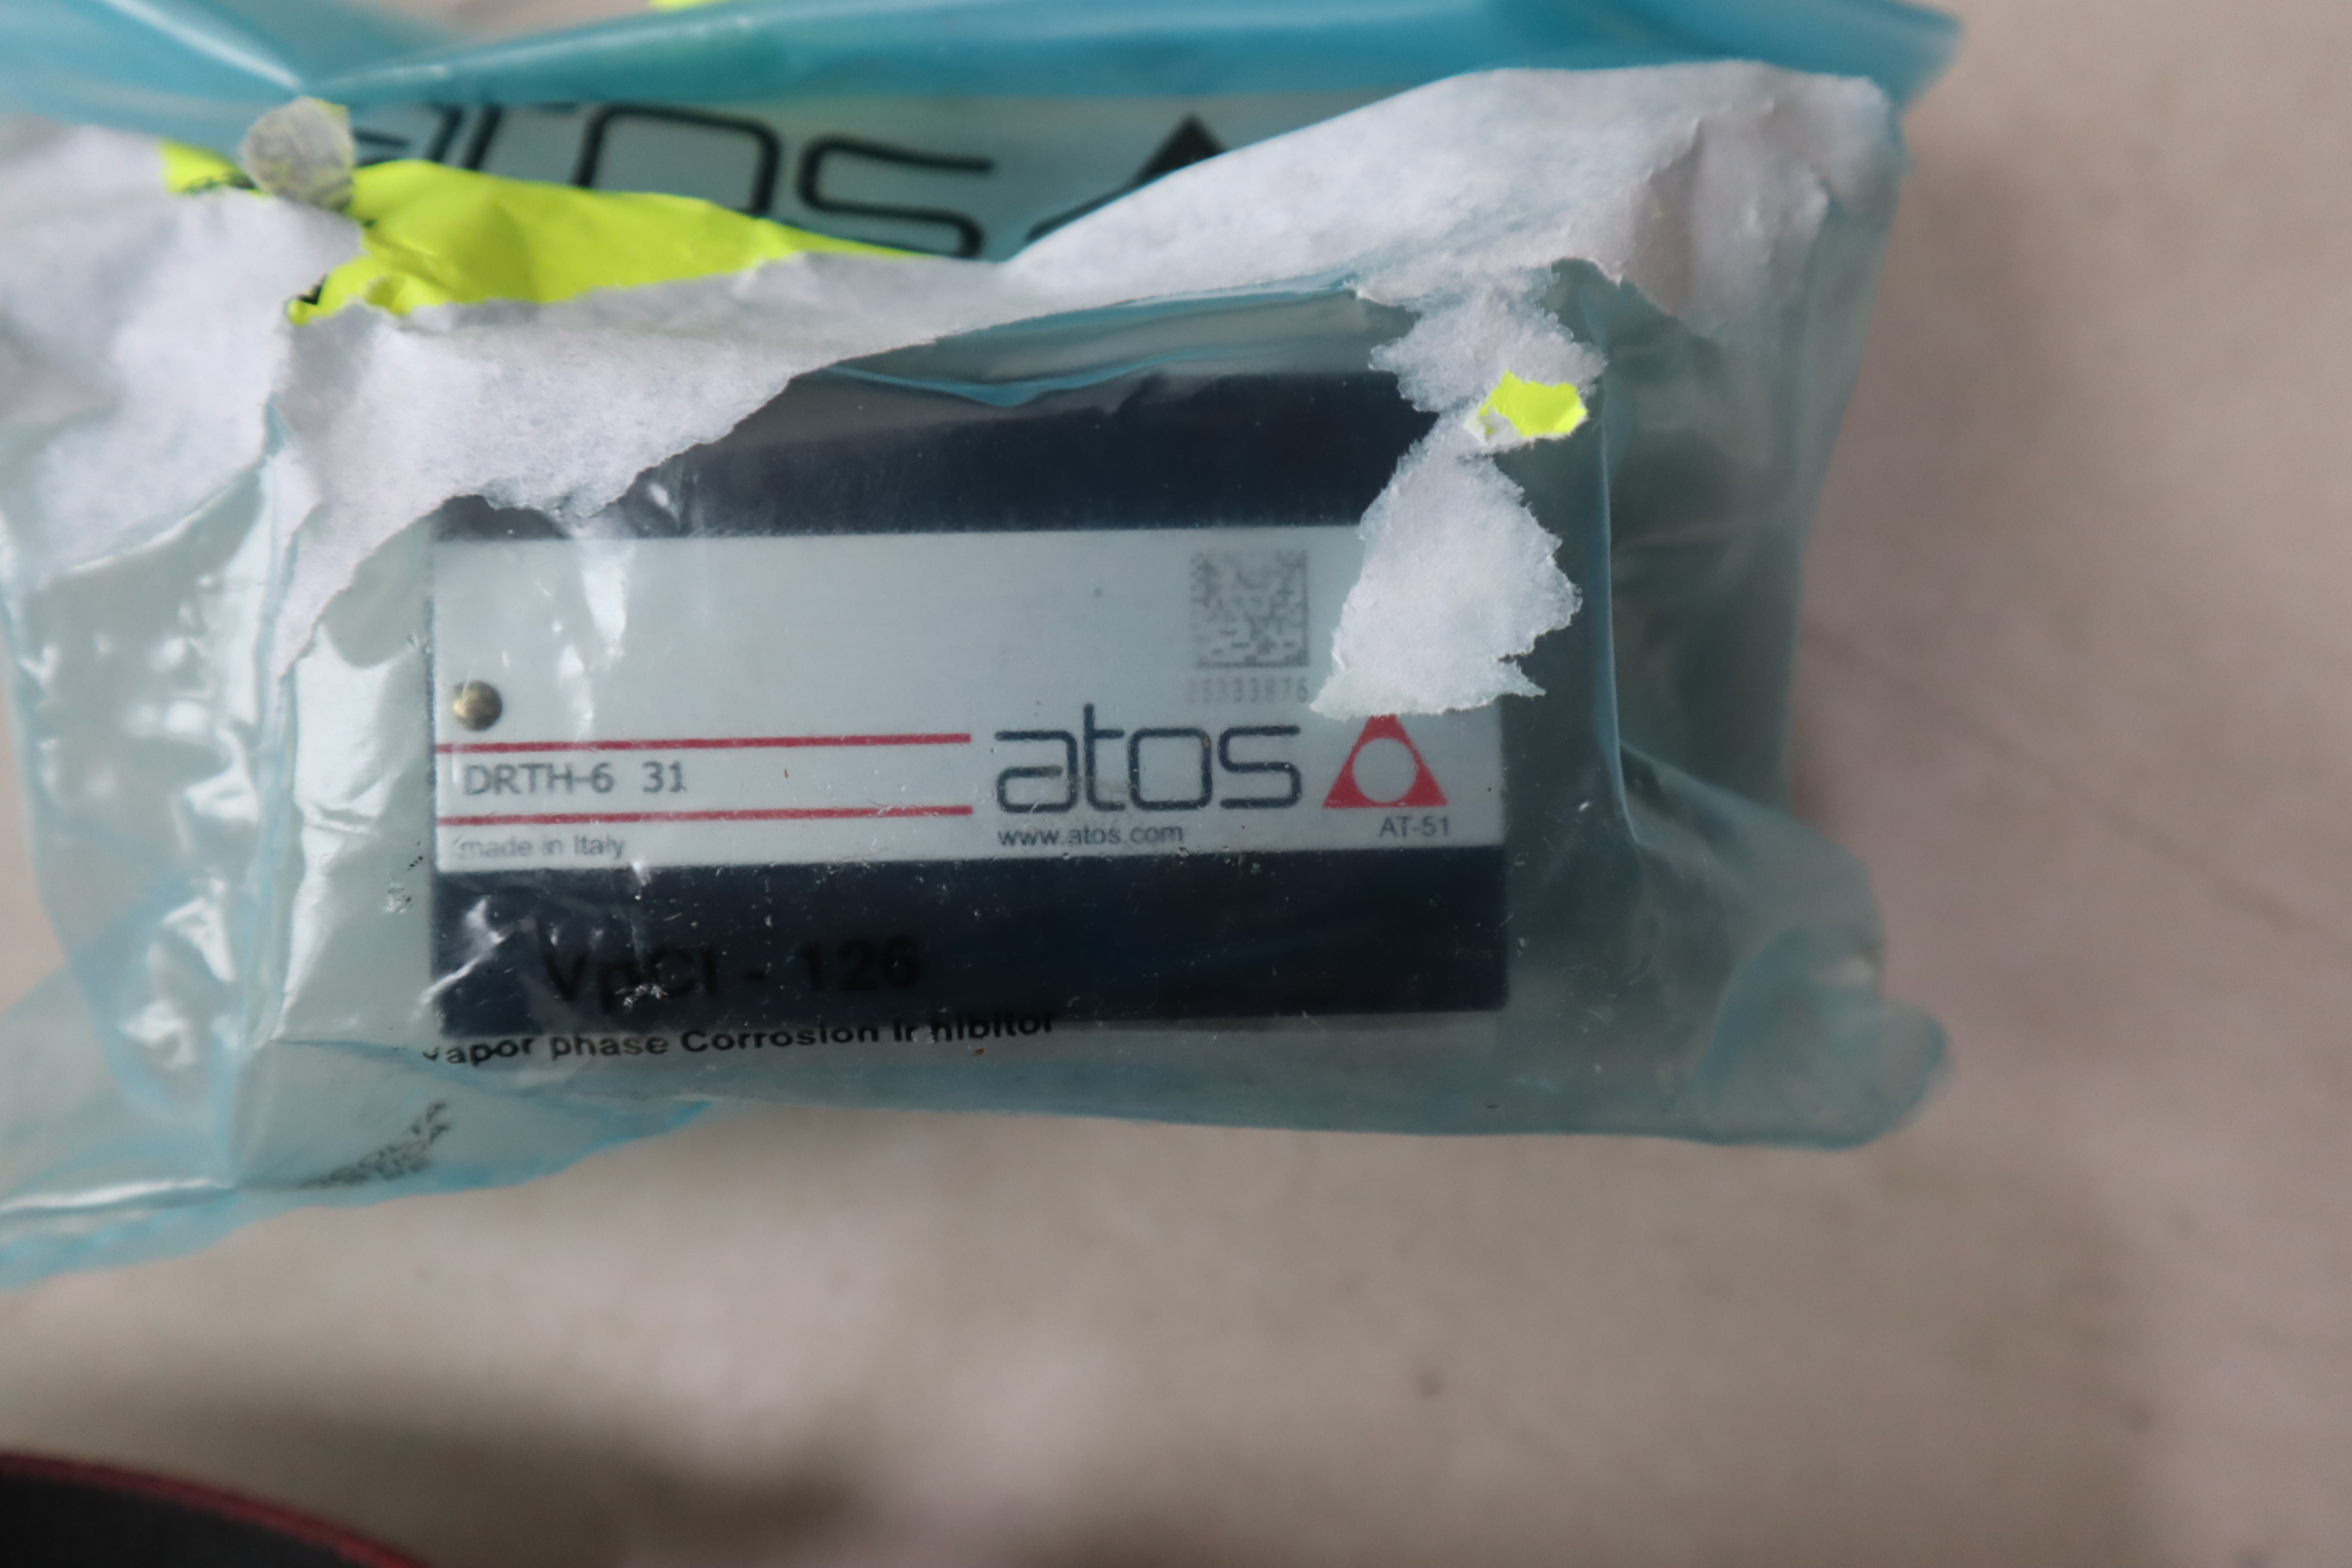 atos
25333876
DRTH-6 31
atos
made in Italy
www.atos.com
AT-51
VpCI - 126
Vapor phase Corrosion Inhibitor